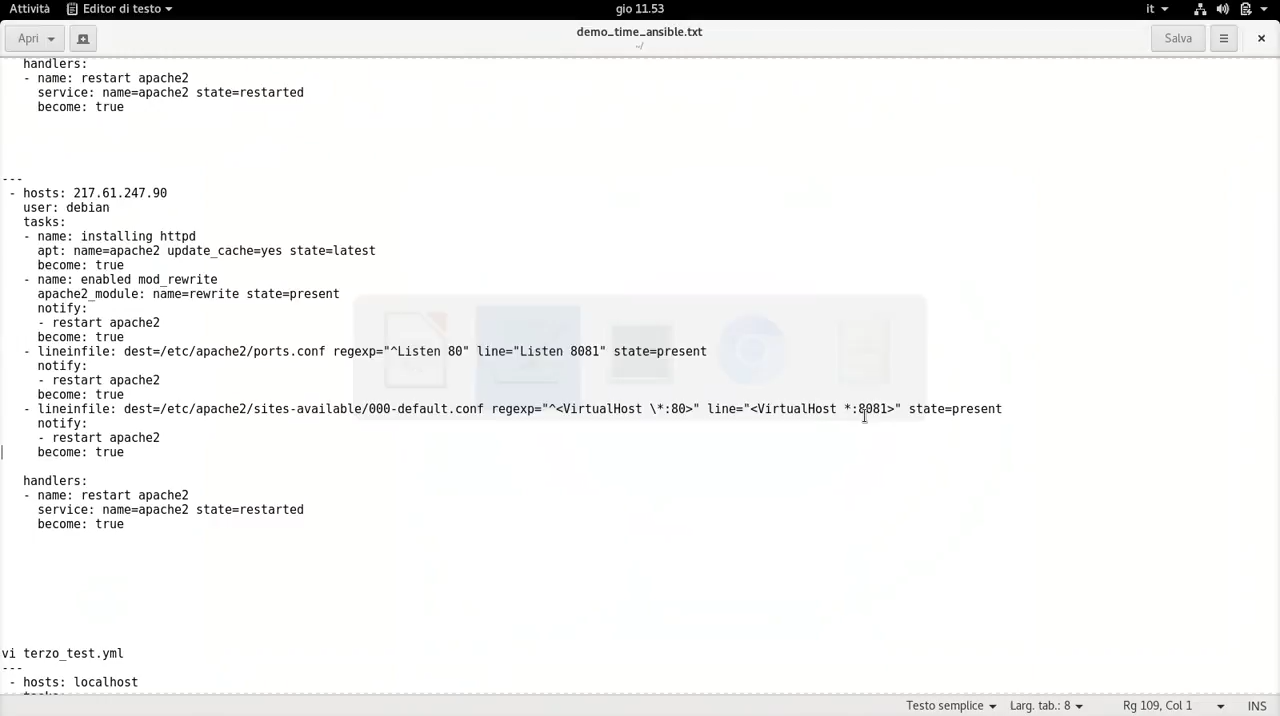 Attività Editor di testo gio 11.53 it
Apri demo_time_ansible.txt Salva
~/
handlers:
- name: restart apache2
service: name=apache2 state=restarted
become: true
---
- hosts: 217.61.247.90
user: debian
tasks:
- name: installing httpd
apt: name=apache2 update_cache=yes state=latest
become: true
- name: enabled mod_rewrite
apache2_module: name=rewrite state=present
notify:
- restart apache2
become: true
- lineinfile: dest=/etc/apache2/ports.conf regexp="^Listen 80" line="Listen 8081" state=present
notify:
- restart apache2
become: true
- lineinfile: dest=/etc/apache2/sites-available/000-default.conf regexp="^<VirtualHost \*:80>" line="<VirtualHost *:8081>" state=present
notify:
- restart apache2
become: true
handlers:
- name: restart apache2
service: name=apache2 state=restarted
become: true
vi terzo_test.yml
---
- hosts: localhost
Testo semplice Larg. tab.: 8 Rg 109, Col 1 INS